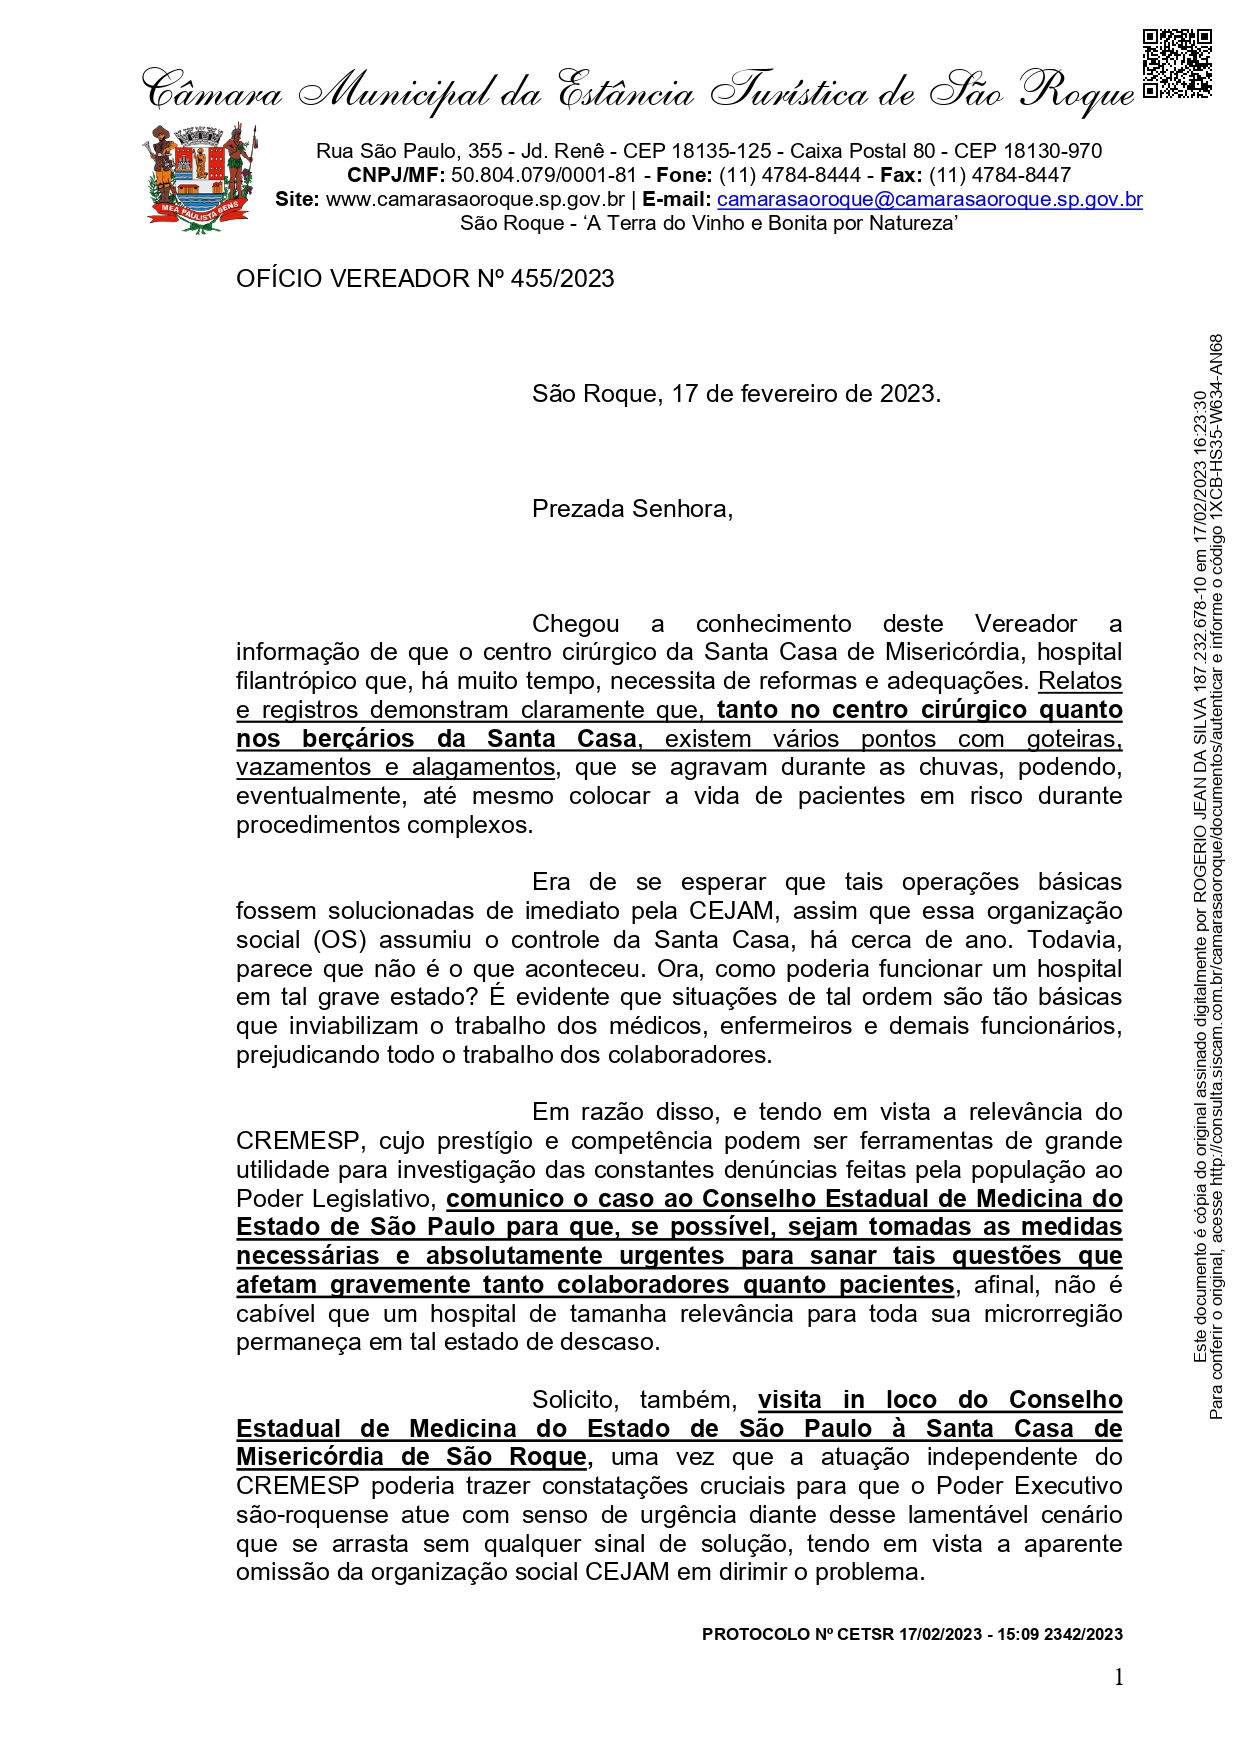 Câmara Municipal da Estância Turística de São Roque
MEA PAULISTA GENS
Rua São Paulo, 355 - Jd. Renê - CEP 18135-125 - Caixa Postal 80 - CEP 18130-970
CNPJ/MF: 50.804.079/0001-81 - Fone: (11) 4784-8444 - Fax: (11) 4784-8447
Site: www.camarasaoroque.sp.gov.br | E-mail: camarasaoroque@camarasaoroque.sp.gov.br
São Roque - ‘A Terra do Vinho e Bonita por Natureza’
OFÍCIO VEREADOR Nº 455/2023
São Roque, 17 de fevereiro de 2023.
Prezada Senhora,
Chegou a conhecimento deste Vereador a
informação de que o centro cirúrgico da Santa Casa de Misericórdia, hospital
filantrópico que, há muito tempo, necessita de reformas e adequações. Relatos
e registros demonstram claramente que, tanto no centro cirúrgico quanto
nos berçários da Santa Casa, existem vários pontos com goteiras,
vazamentos e alagamentos, que se agravam durante as chuvas, podendo,
eventualmente, até mesmo colocar a vida de pacientes em risco durante
procedimentos complexos.
Era de se esperar que tais operações básicas
fossem solucionadas de imediato pela CEJAM, assim que essa organização
social (OS) assumiu o controle da Santa Casa, há cerca de ano. Todavia,
parece que não é o que aconteceu. Ora, como poderia funcionar um hospital
em tal grave estado? É evidente que situações de tal ordem são tão básicas
que inviabilizam o trabalho dos médicos, enfermeiros e demais funcionários,
prejudicando todo o trabalho dos colaboradores.
Em razão disso, e tendo em vista a relevância do
CREMESP, cujo prestígio e competência podem ser ferramentas de grande
utilidade para investigação das constantes denúncias feitas pela população ao
Poder Legislativo, comunico o caso ao Conselho Estadual de Medicina do
Estado de São Paulo para que, se possível, sejam tomadas as medidas
necessárias e absolutamente urgentes para sanar tais questões que
afetam gravemente tanto colaboradores quanto pacientes, afinal, não é
cabível que um hospital de tamanha relevância para toda sua microrregião
permaneça em tal estado de descaso.
Solicito, também, visita in loco do Conselho
Estadual de Medicina do Estado de São Paulo à Santa Casa de
Misericórdia de São Roque, uma vez que a atuação independente do
CREMESP poderia trazer constatações cruciais para que o Poder Executivo
são-roquense atue com senso de urgência diante desse lamentável cenário
que se arrasta sem qualquer sinal de solução, tendo em vista a aparente
omissão da organização social CEJAM em dirimir o problema.
PROTOCOLO Nº CETSR 17/02/2023 - 15:09 2342/2023
1
Este documento é cópia do original assinado digitalmente por ROGERIO JEAN DA SILVA 187.232.678-10 em 17/02/2023 16:23:30
Para conferir o original, acesse http://consulta.siscam.com.br/camarasaoroque/documentos/autenticar e informe o código 1XCB-HS35-W634-AN68